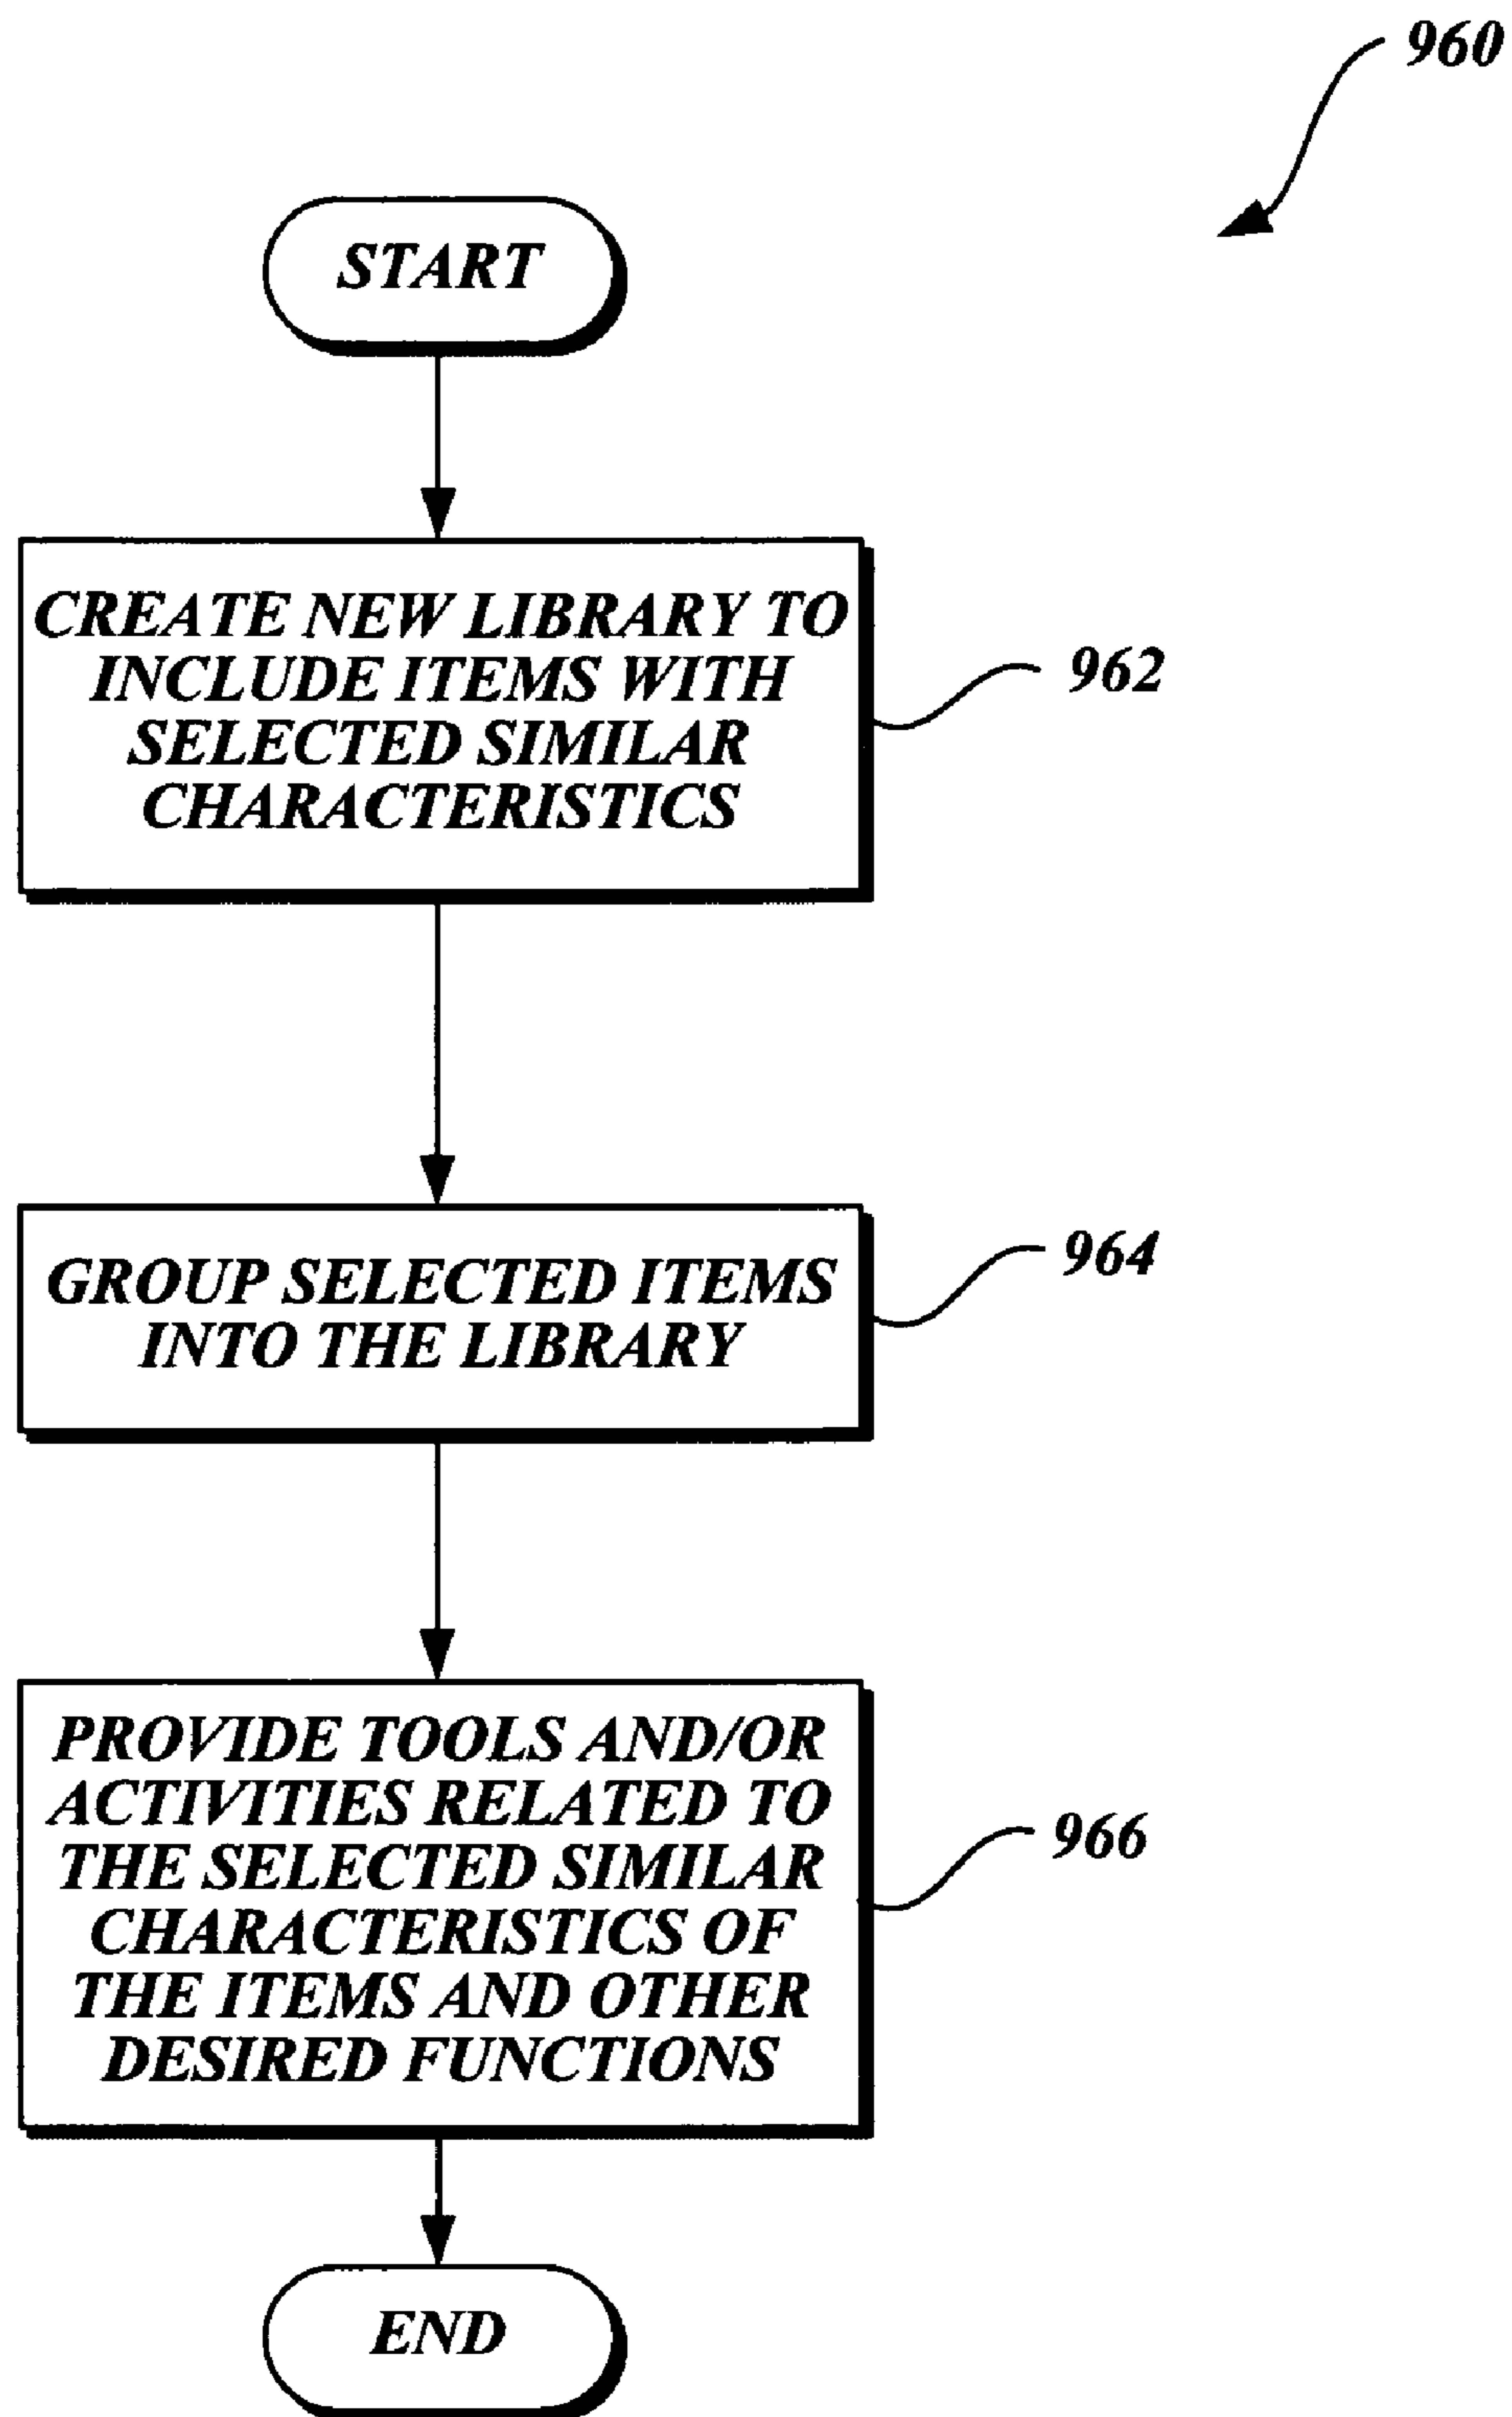 960
START
CREATE NEW LIBRARY TO
INCLUDE ITEMS WITH
SELECTED SIMILAR
CHARACTERISTICS
962
GROUP SELECTED ITEMS
INTO THE LIBRARY
964
PROVIDE TOOLS AND/OR
ACTIVITIES RELATED TO
THE SELECTED SIMILAR
CHARACTERISTICS OF
THE ITEMS AND OTHER
DESIRED FUNCTIONS
966
END